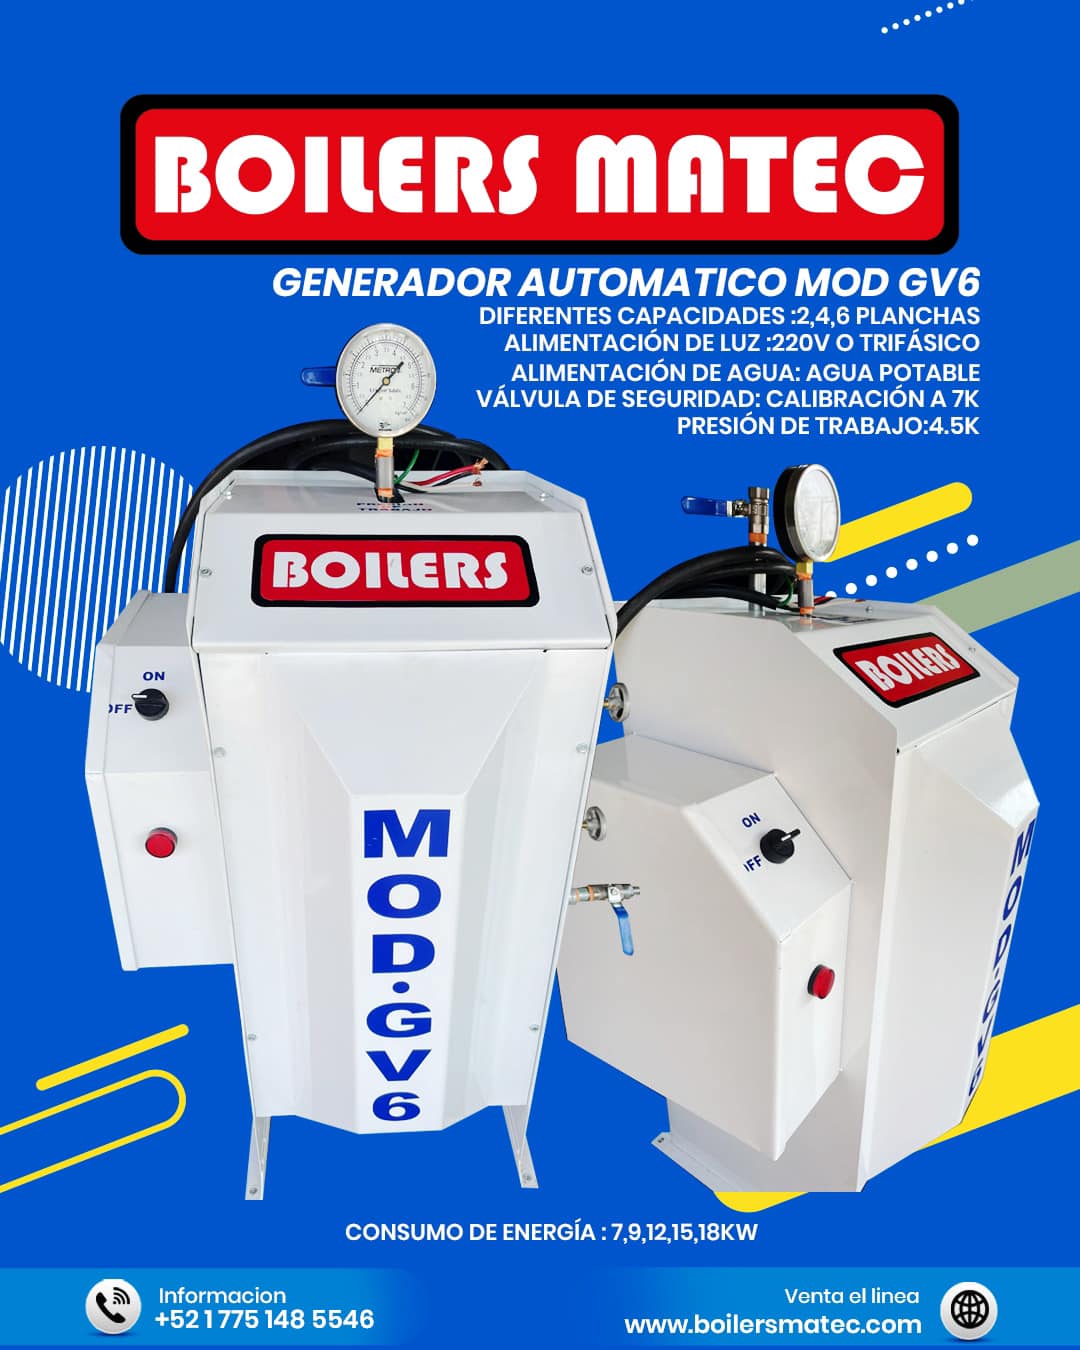 BOILERS MATEC
GENERADOR AUTOMATICO MOD GV6
DIFERENTES CAPACIDADES :2,4,6 PLANCHAS
ALIMENTACIÓN DE LUZ :220V O TRIFÁSICO
ALIMENTACIÓN DE AGUA: AGUA POTABLE
VÁLVULA DE SEGURIDAD: CALIBRACIÓN A 7K
PRESIÓN DE TRABAJO:4.5K
METRON
TRABAJO
BOILERS
ON
OFF
MOD.GV6
BOILERS
ON
OFF
MOD.GV6
CONSUMO DE ENERGÍA : 7,9,12,15,18KW
Informacion
+52 1 775 148 5546
Venta el linea
www.boilersmatec.com